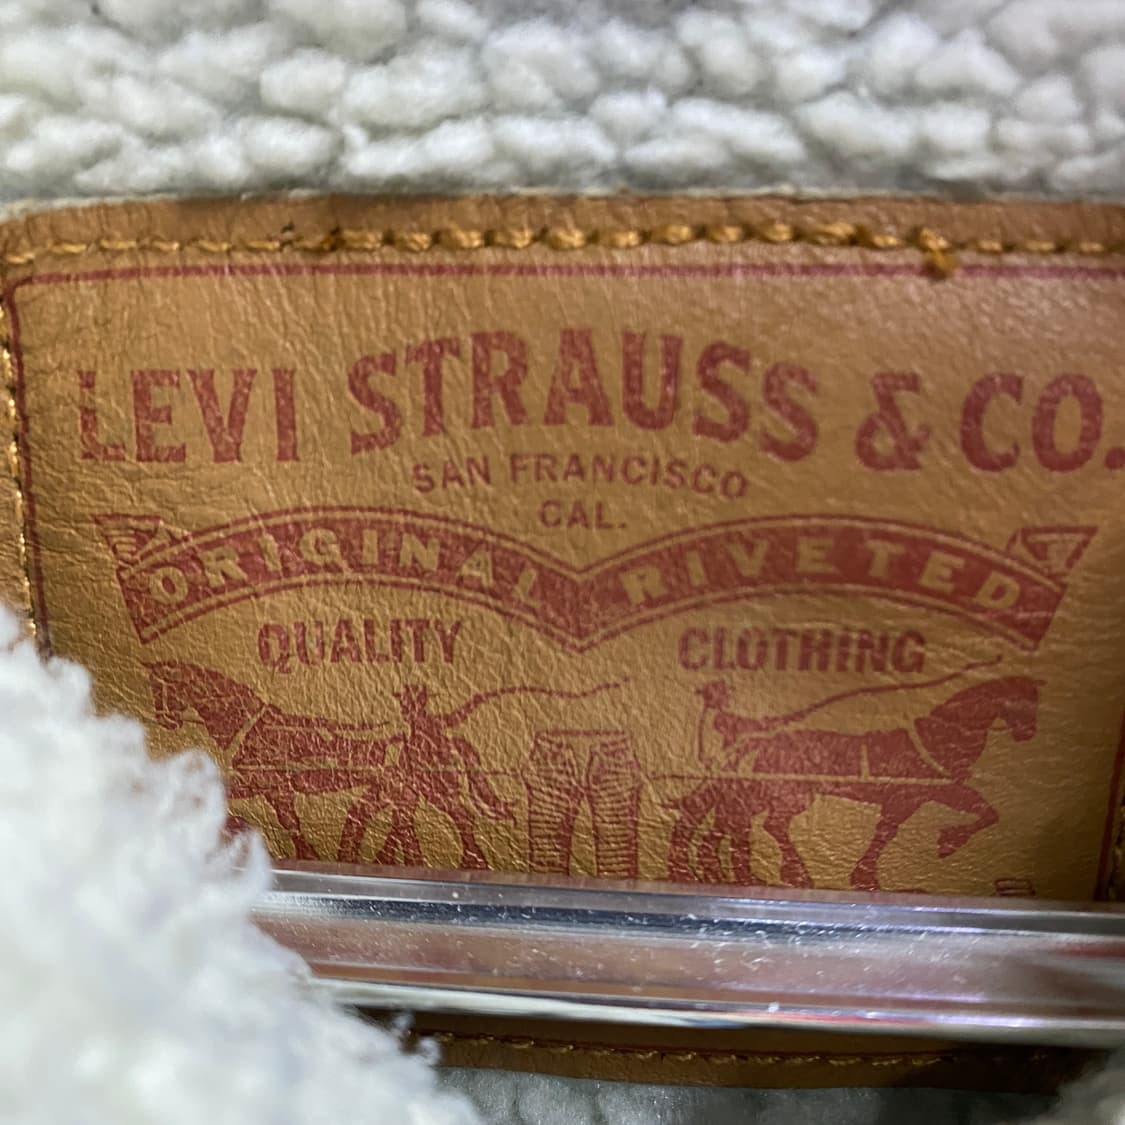 LEVI STRAUSS & CO.
SAN FRANCISCO
CAL.
ORIGINAL RIVETED
QUALITY CLOTHING